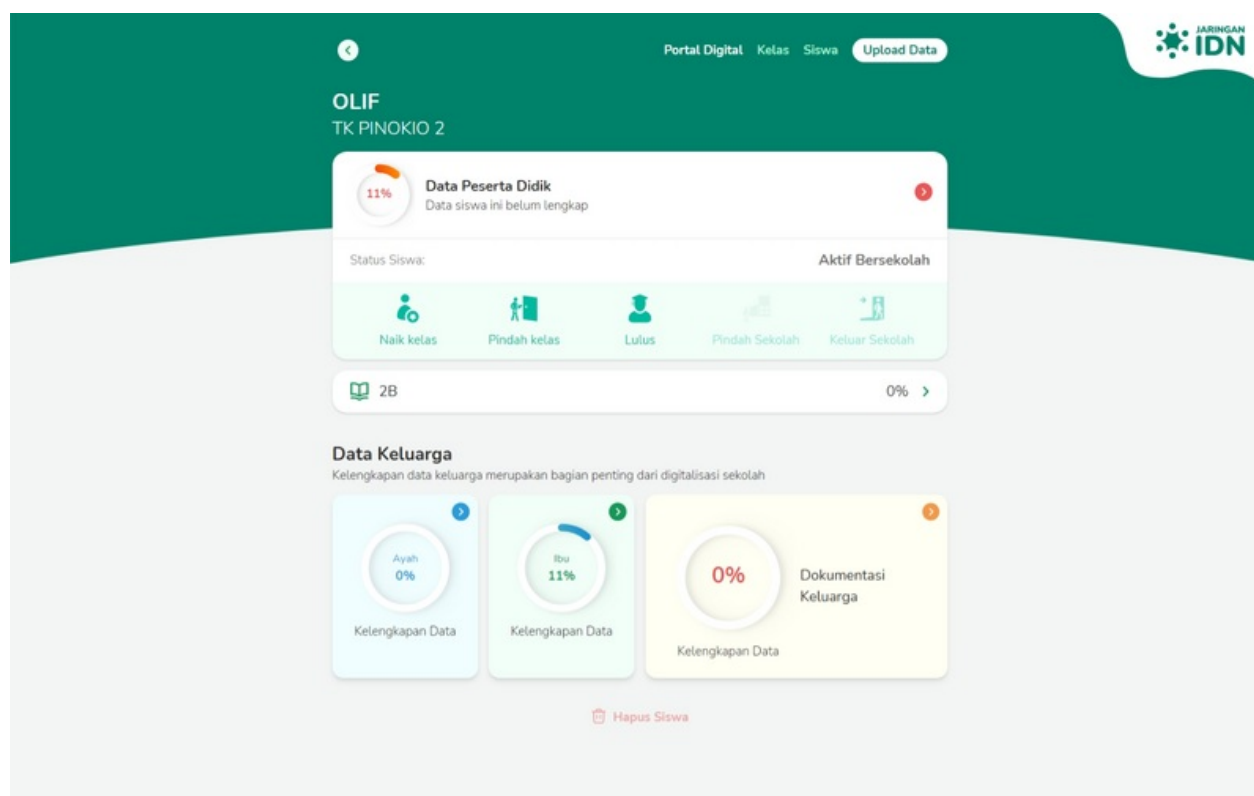 JARINGAN
IDN
Portal Digital Kelas Siswa Upload Data
OLIF
TK PINOKIO 2
11%
Data Peserta Didik
Data siswa ini belum lengkap
Status Siswa: Aktif Bersekolah
Naik kelas Pindah kelas Lulus Pindah Sekolah Keluar Sekolah
2B 0%
Data Keluarga
Kelengkapan data keluarga merupakan bagian penting dari digitalisasi sekolah
Ayah
0%
Kelengkapan Data
Ibu
11%
Kelengkapan Data
0%
Dokumentasi
Keluarga
Kelengkapan Data
Hapus Siswa